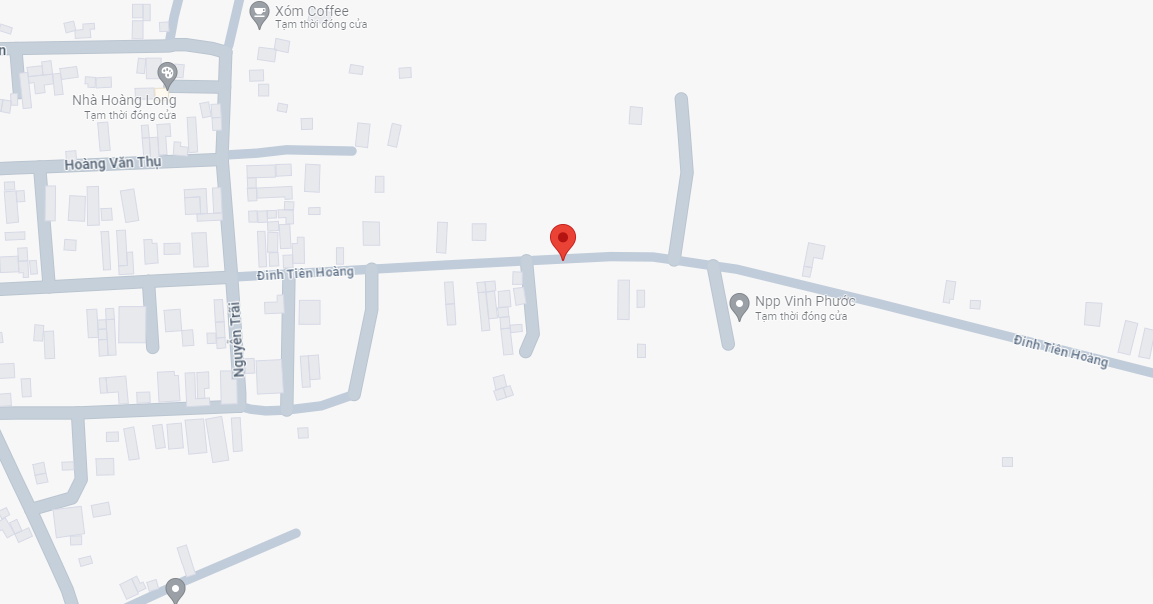 Xóm Coffee
Tạm thời đóng cửa
n
Nhà Hoàng Long
Tạm thời đóng cửa
Hoàng Văn Thụ
Đinh Tiên Hoàng
Nguyễn Trãi
Npp Vinh Phước
Tạm thời đóng cửa
Đinh Tiên Hoàng